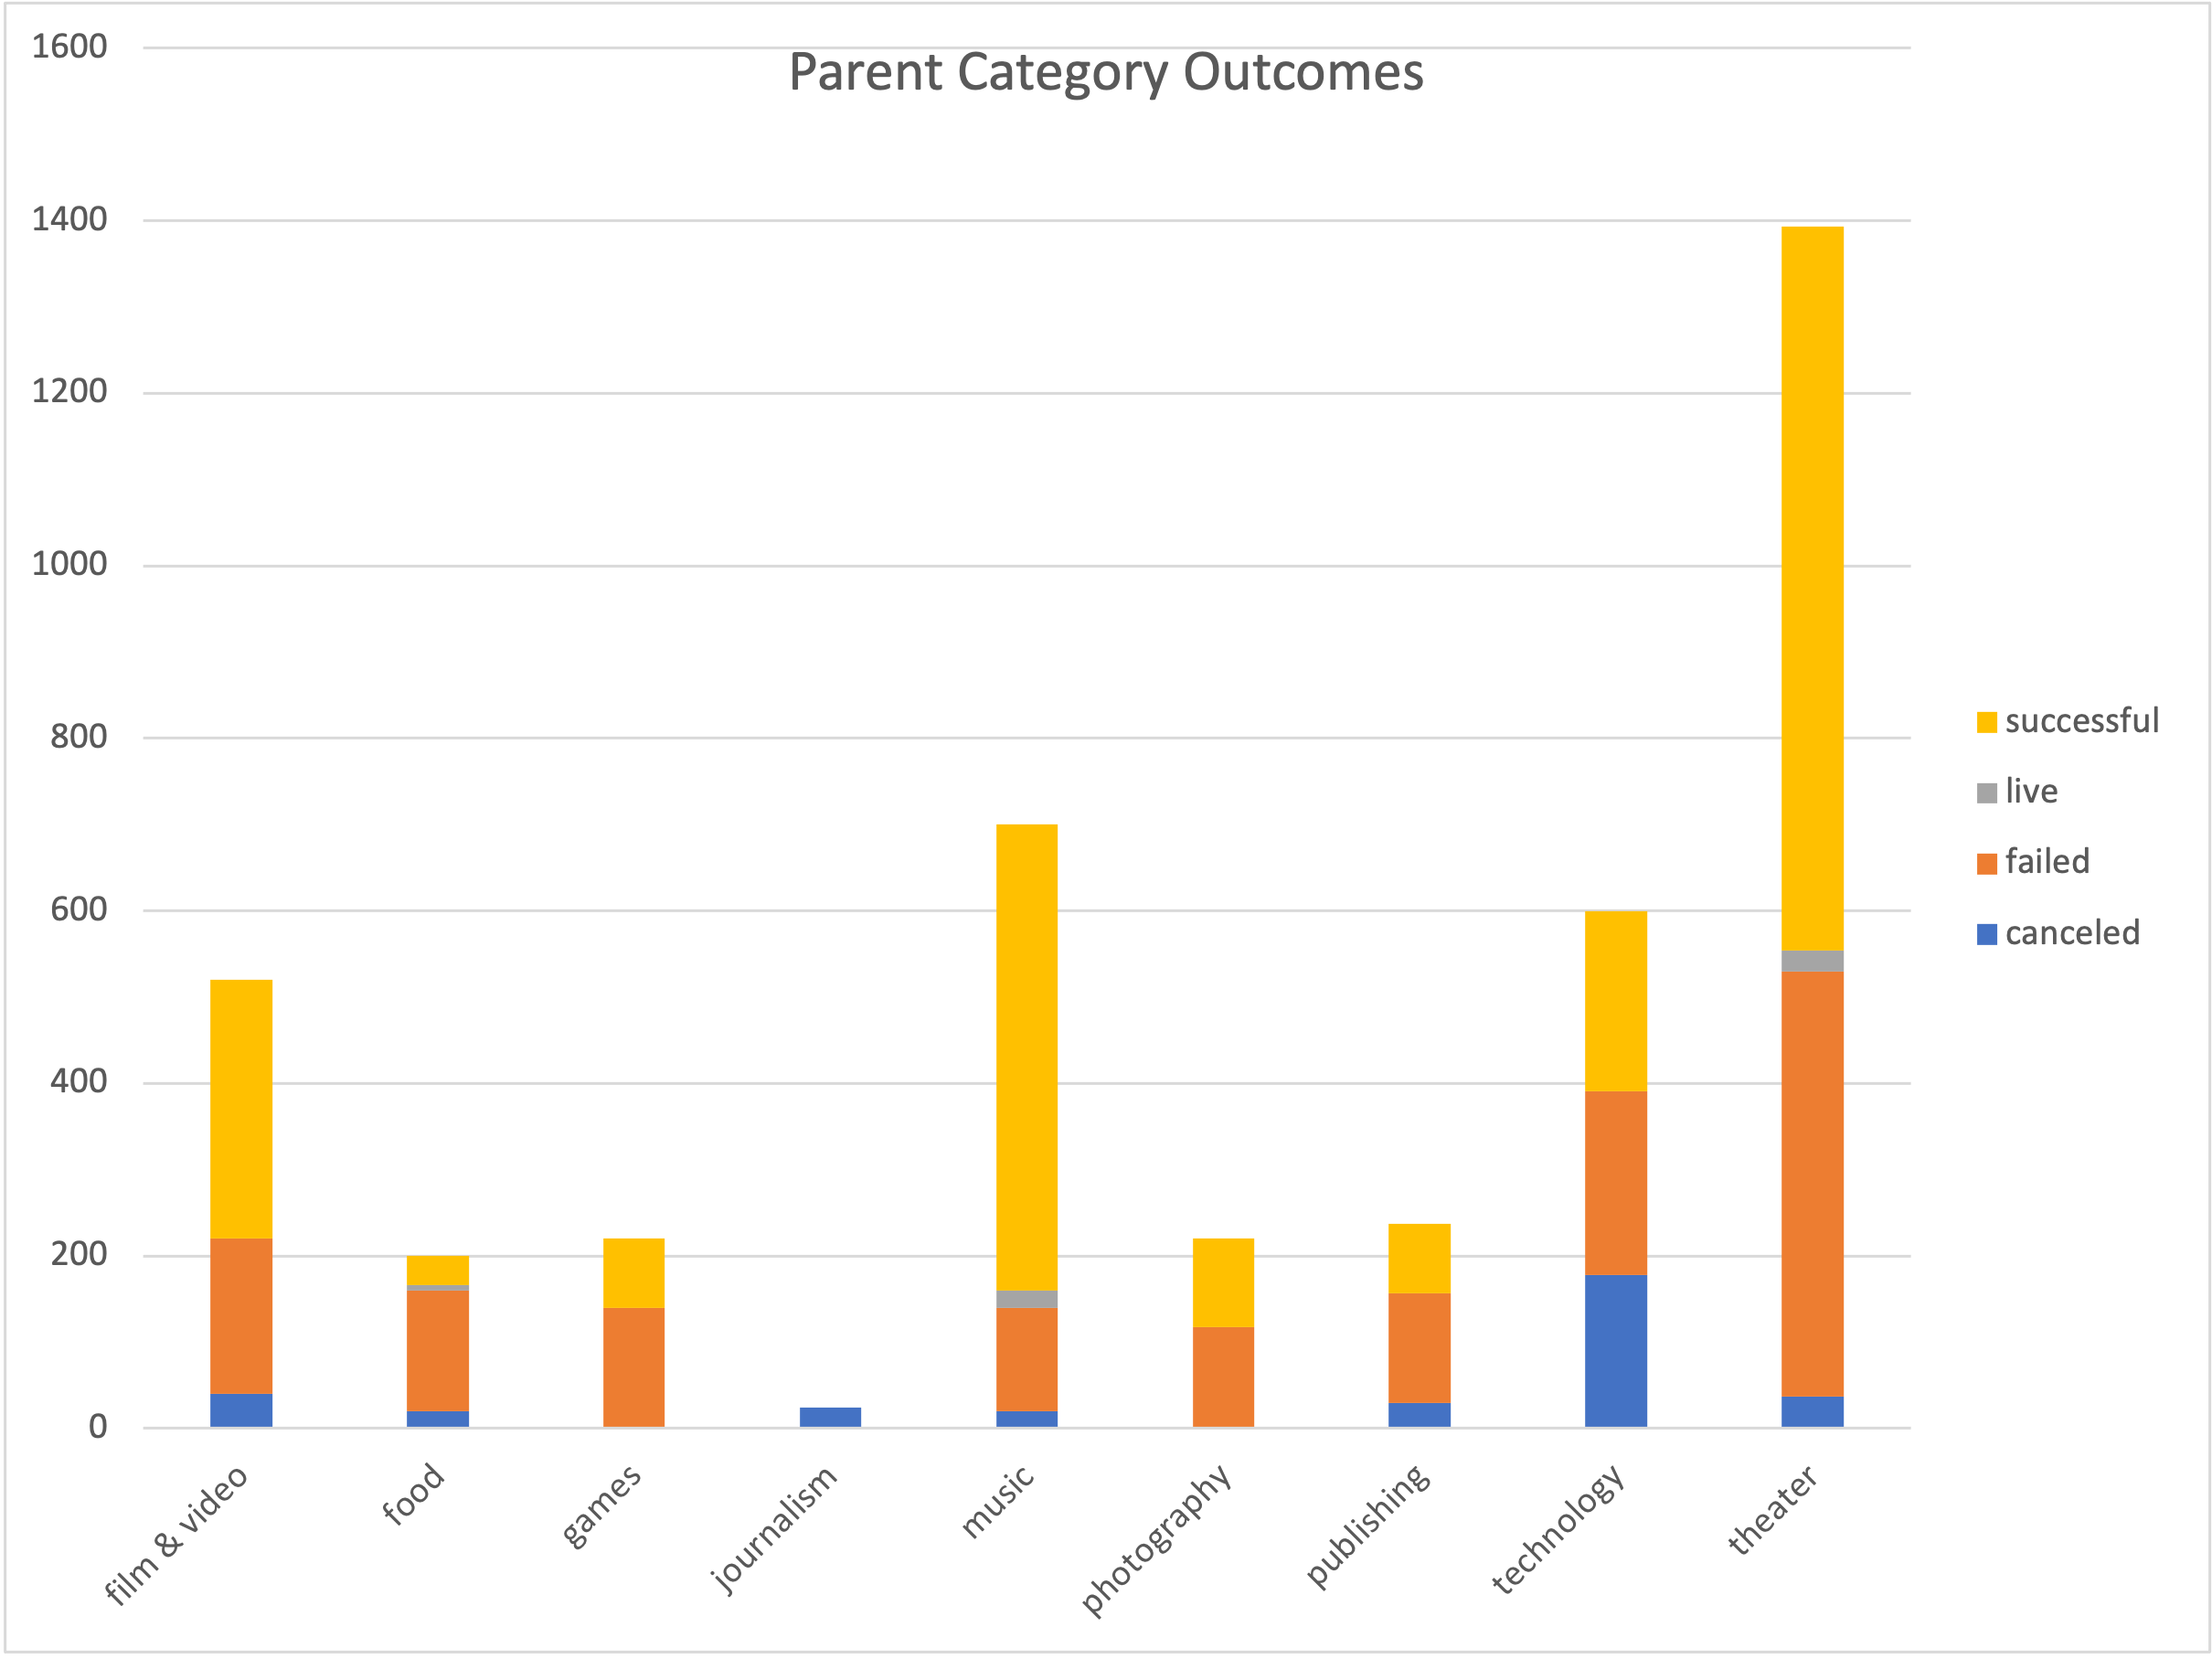 Parent Category Outcomes
1600
1400
1200
1000
800
600
400
200
0
film & video
food
games
journalism
music
photography
publishing
technology
theater
successful
live
failed
canceled